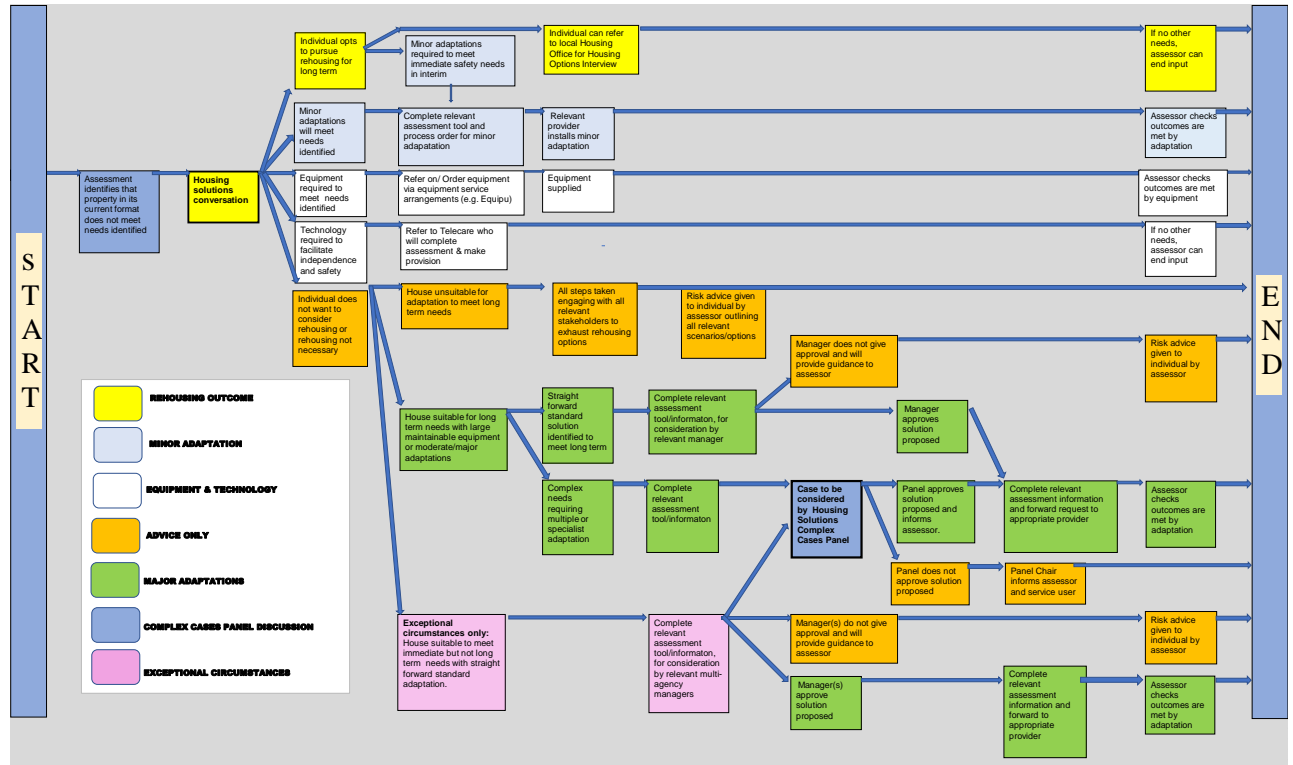 s
T
A
R
T
Assessment
identifies that
property in its
current format
does not meet
needs identified
Housing
solutions
conversation
Individual opts
to pursue
rehousing for
long term
Minor adaptations
required to meet
immediate safety needs
in interim
Individual can refer
to local Housing
Office for Housing
Options Interview
If no other
needs,
assessor can
end input
Minor
adaptations
will meet
needs
identified
Complete relevant
assessment tool and
process order for minor
adapatation
Relevant
provider
installs minor
adaptation
Assessor checks
outcomes are
met by
adaptation
Equipment
required to
meet needs
identified
Refer on/ Order equipment
via equipment service
arrangements (e.g. Equipu)
Equipment
supplied
Assessor checks
outcomes are met
by equipment
Technology
required to
facilitate
independence
and safety
Refer to Telecare who
will complete
assessment & make
provision
-
If no other
needs,
assessor can
end input
Individual does
not want to
consider
rehousing or
rehousing not
necessary
House unsuitable for
adaptation to meet long
term needs
All steps taken
engaging with all
relevant
stakeholders to
exhaust rehousing
options
Risk advice given
to individual by
assessor outlining
all relevant
scenarios/options
Manager does not give
approval and will
provide guidance to
assessor
Risk advice
given to
individual by
assessor
House suitable for long
term needs with large
maintainable equipment
or moderate/major
adaptations
Straight
forward
standard
solution
identified to
meet long term
Complete relevant
assessment
tool/informaton, for
consideration by
relevant manager
Manager
approves
solution
proposed
Complex
needs
requiring
multiple or
specialist
adaptation
Complete
relevant
assessment
tool/informaton
Case to be
considered
by Housing
Solutions
Complex
Cases Panel
Panel approves
solution
proposed and
informs
assessor.
Complete relevant
assessment information
and forward request to
appropriate provider
Assessor
checks
outcomes are
met by
adaptation
Panel does not
approve solution
proposed
Panel Chair
informs assessor
and service user
Exceptional
circumstances only:
House suitable to meet
immediate but not long
term needs with straight
forward standard
adaptation.
Complete
relevant
assessment
tool/informaton,
for consideration
by relevant multi-
agency
managers
Manager(s) do not give
approval and will
provide guidance to
assessor
Risk advice
given to
individual by
assessor
Manager(s)
approve
solution
proposed
Complete
relevant
assessment
information and
forward to
appropriate
provider
Assessor
checks
outcomes are
met by
adaptation
REHOUSING OUTCOME
MINOR ADAPTATION
EQUIPMENT & TECHNOLOGY
ADVICE ONLY
MAJOR ADAPTATIONS
COMPLEX CASES PANEL DISCUSSION
EXCEPTIONAL CIRCUMSTANCES
E
N
D